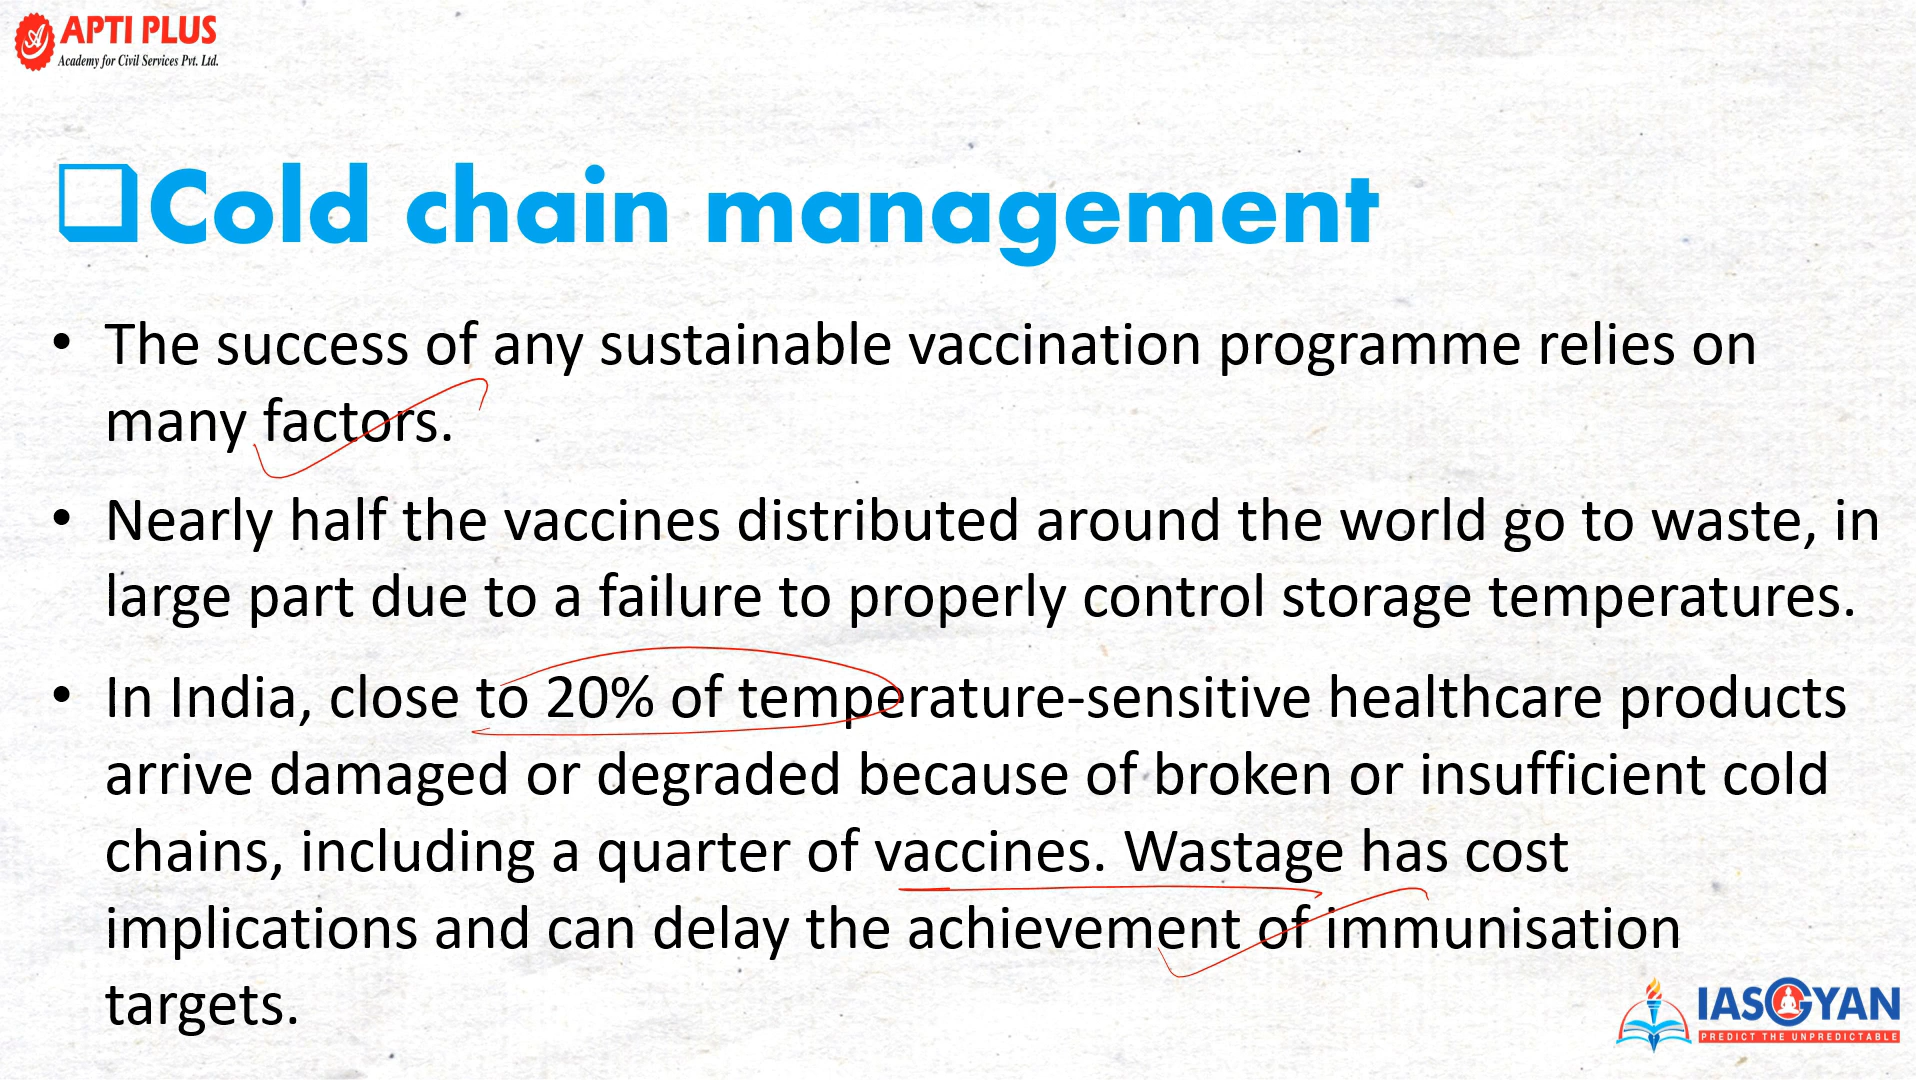 APTI PLUS
Academy for Civil Services Pvt. Ltd.
Cold chain management
• The success of any sustainable vaccination programme relies on
many factors.
• Nearly half the vaccines distributed around the world go to waste, in
large part due to a failure to properly control storage temperatures.
• In India, close to 20% of temperature-sensitive healthcare products
arrive damaged or degraded because of broken or insufficient cold
chains, including a quarter of vaccines. Wastage has cost
implications and can delay the achievement of immunisation
targets.
IASGYAN
PREDICT THE UNPREDICTABLE